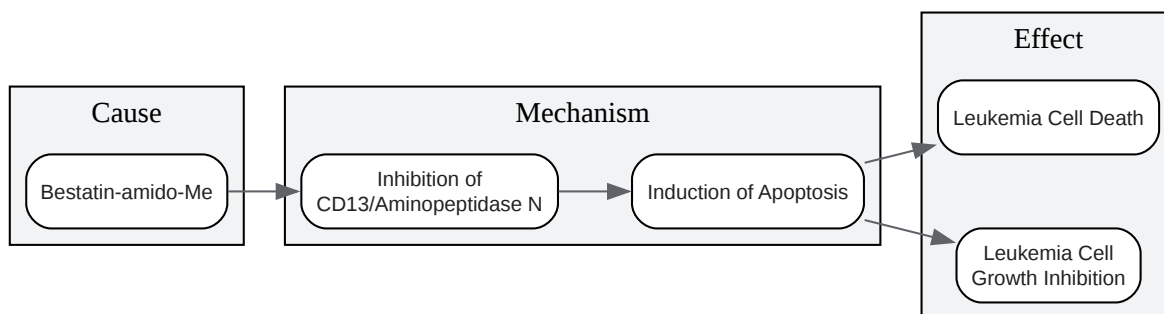 Cause
Bestatin-amido-Me
Mechanism
Inhibition of
CD13/Aminopeptidase N
Induction of Apoptosis
Effect
Leukemia Cell Death
Leukemia Cell
Growth Inhibition